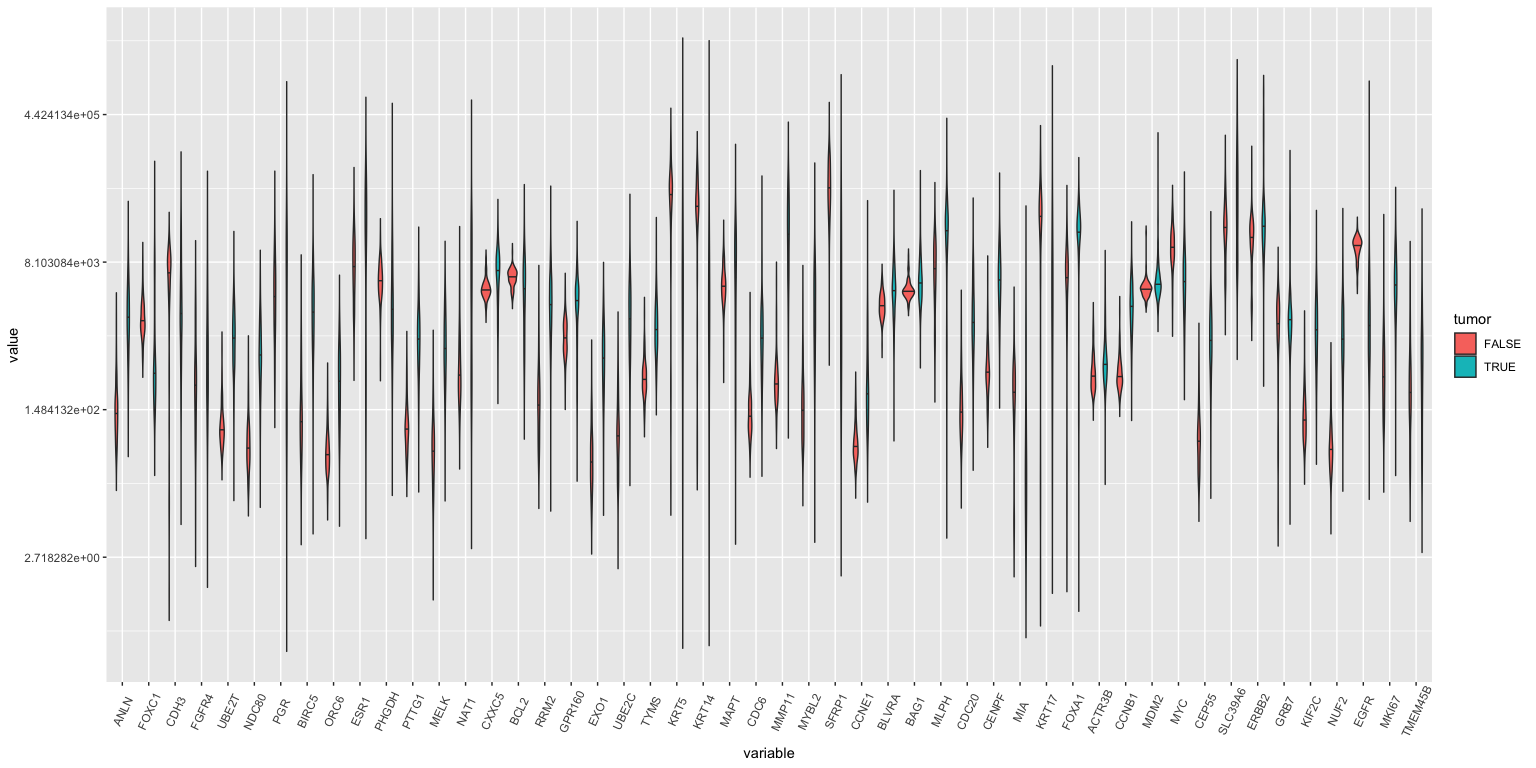 4.424134e+05
8.103084e+03
1.484132e+02
2.718282e+00
value
ANLN
FOXC1
CDH3
FGFR4
UBE2T
NDC80
PGR
BIRC5
ORC6
ESR1
PHGDH
PTTG1
MELK
NAT1
CXXC5
BCL2
RRM2
GPR160
EXO1
UBE2C
TYMS
KRT5
KRT14
MAPT
CDC6
MMP11
MYBL2
SFRP1
CCNE1
BLVRA
BAG1
MLPH
CDC20
CENPF
MIA
KRT17
FOXA1
ACTR3B
CCNB1
MDM2
MYC
CEP55
SLC39A6
ERBB2
GRB7
KIF2C
NUF2
EGFR
MKI67
TMEM45B
variable
tumor
FALSE
TRUE